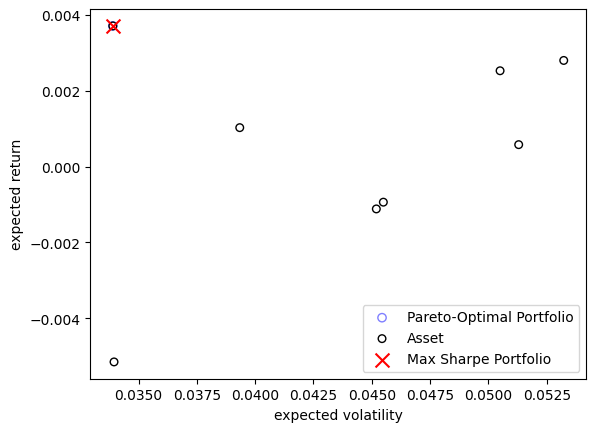 0.004
0.002
0.000
−0.002
−0.004
expected return
0.0350 0.0375 0.0400 0.0425 0.0450 0.0475 0.0500 0.0525
expected volatility
Pareto-Optimal Portfolio
Asset
Max Sharpe Portfolio